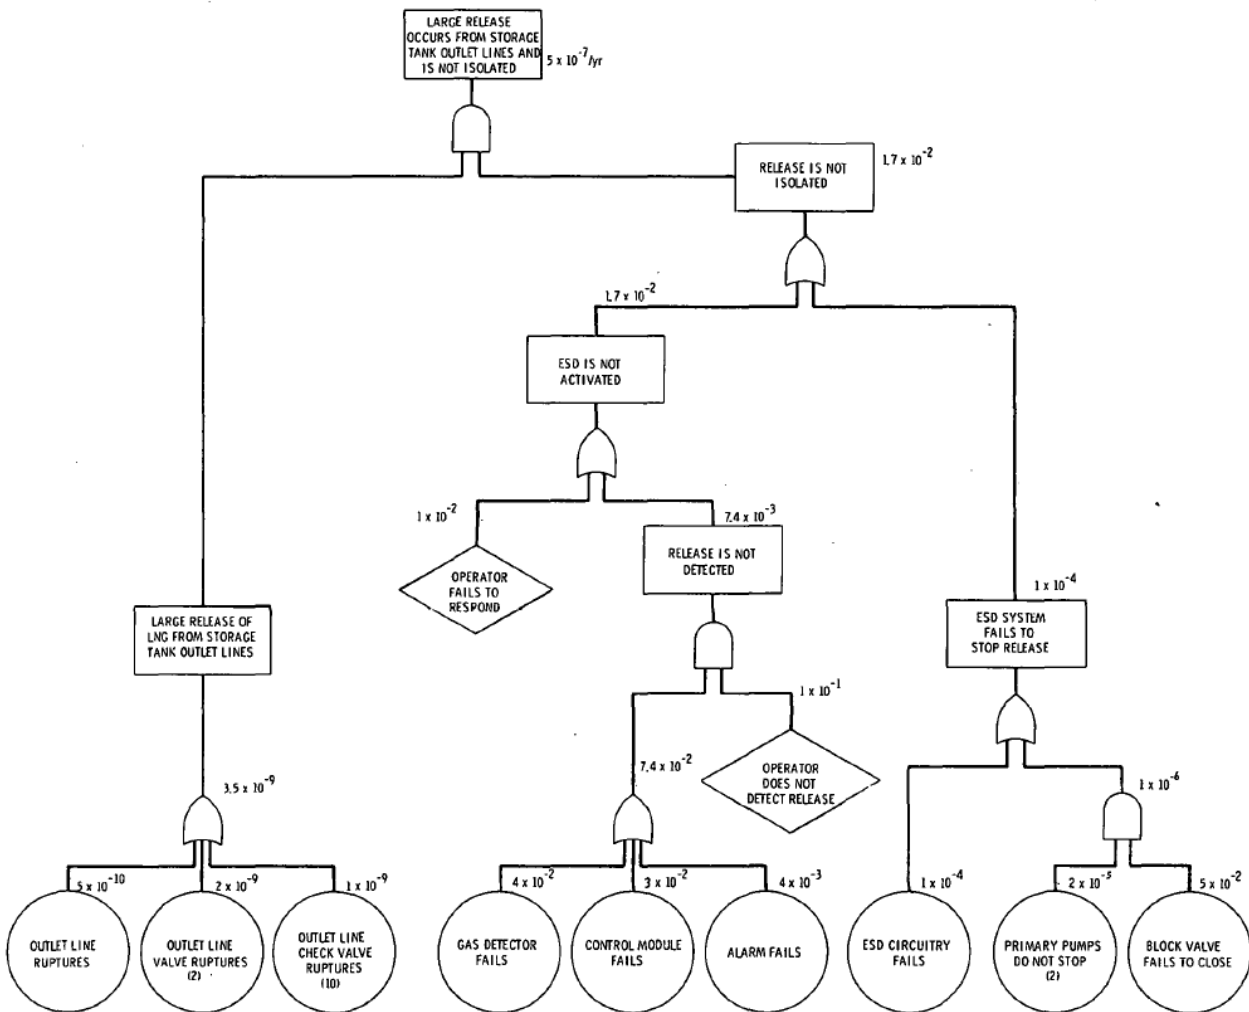 LARGE RELEASE
OCCURS FROM STORAGE
TANK OUTLET LINES AND
IS NOT ISOLATED
5 x 10^-7/yr
RELEASE IS NOT
ISOLATED
1.7 x 10^-2
1.7 x 10^-2
ESD IS NOT
ACTIVATED
1 x 10^-2
OPERATOR
FAILS TO
RESPOND
7.4 x 10^-3
RELEASE IS NOT
DETECTED
1 x 10^-4
ESD SYSTEM
FAILS TO
STOP RELEASE
LARGE RELEASE OF
LNG FROM STORAGE
TANK OUTLET LINES
1 x 10^-1
OPERATOR
DOES NOT
DETECT RELEASE
7.4 x 10^-2
3.5 x 10^-9
1 x 10^-6
5 x 10^-10
OUTLET LINE
RUPTURES
2 x 10^-9
OUTLET LINE
VALVE RUPTURES
(2)
1 x 10^-9
OUTLET LINE
CHECK VALVE
RUPTURES
(10)
4 x 10^-2
GAS DETECTOR
FAILS
3 x 10^-2
CONTROL MODULE
FAILS
4 x 10^-3
ALARM FAILS
1 x 10^-4
ESD CIRCUITRY
FAILS
2 x 10^-5
PRIMARY PUMPS
DO NOT STOP
(2)
5 x 10^-2
BLOCK VALVE
FAILS TO CLOSE